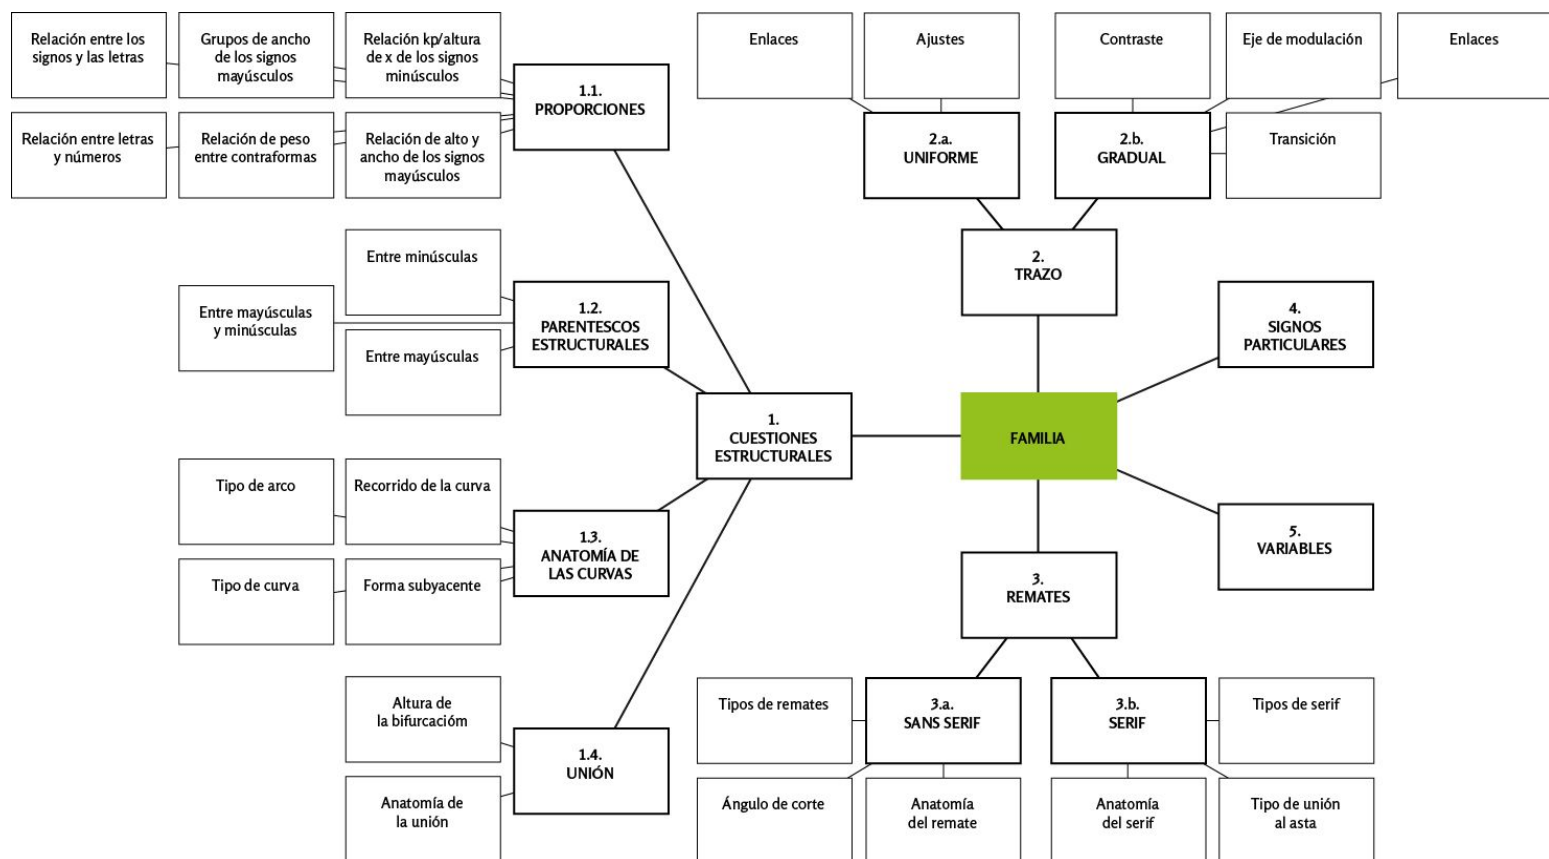 Relación entre los
signos y las letras
Grupos de ancho
de los signos
mayúsculos
Relación kp/altura
de x de los signos
minúsculos
Relación entre letras
y números
Relación de peso
entre contraformas
Relación de alto y
ancho de los signos
mayúsculos
1.1.
PROPORCIONES
Enlaces
Ajustes
Contraste
Eje de modulación
Enlaces
2.a.
UNIFORME
2.b.
GRADUAL
Transición
2.
TRAZO
Entre minúsculas
Entre mayúsculas
y minúsculas
Entre mayúsculas
1.2.
PARENTESCOS
ESTRUCTURALES
4.
SIGNOS
PARTICULARES
1.
CUESTIONES
ESTRUCTURALES
FAMILIA
Tipo de arco
Recorrido de la curva
Tipo de curva
Forma subyacente
1.3.
ANATOMÍA DE
LAS CURVAS
5.
VARIABLES
3.
REMATES
Altura de
la bifurcacióm
Anatomía de
la unión
1.4.
UNIÓN
Tipos de remates
3.a.
SANS SERIF
3.b.
SERIF
Tipos de serif
Ángulo de corte
Anatomía
del remate
Anatomía
del serif
Tipo de unión
al asta